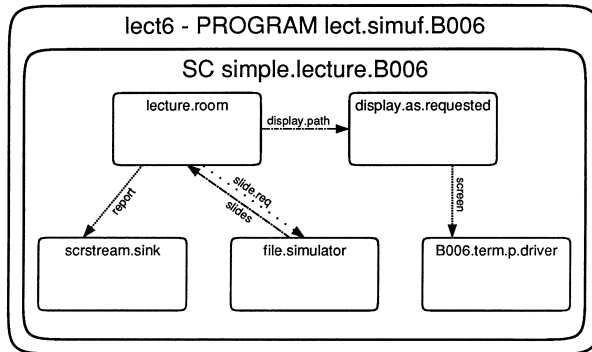 lect6 - PROGRAM lect.simuf.B006
SC simple.lecture.B006
lecture.room
display.path
display.as.requested
report
slide.req
slides
screen
scrstream.sink
file.simulator
B006.term.p.driver